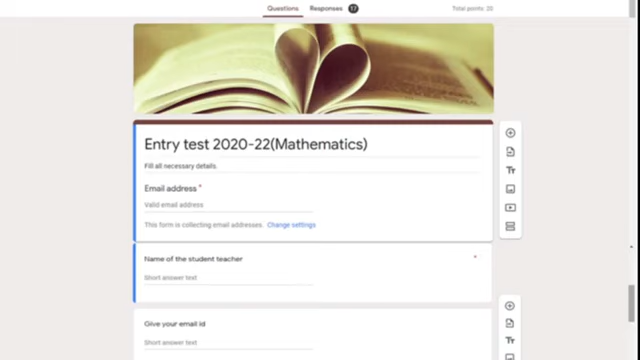 Questions Responses 17 Total points: 20
Entry test 2020-22(Mathematics)
Fill all necessary details.
Email address *
Valid email address
This form is collecting email addresses. Change settings
Name of the student teacher *
Short answer text
Tт
Give your email id
Short answer text
Tт